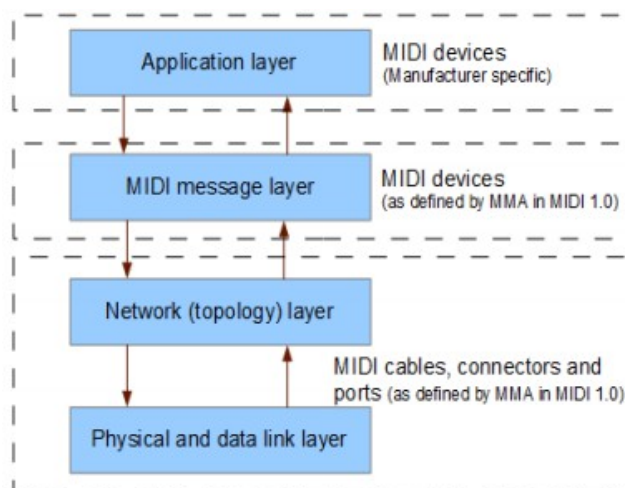 Application layer
MIDI devices
(Manufacturer specific)
MIDI message layer
MIDI devices
(as defined by MMA in MIDI 1.0)
Network (topology) layer
MIDI cables, connectors and
ports (as defined by MMA in MIDI 1.0)
Physical and data link layer